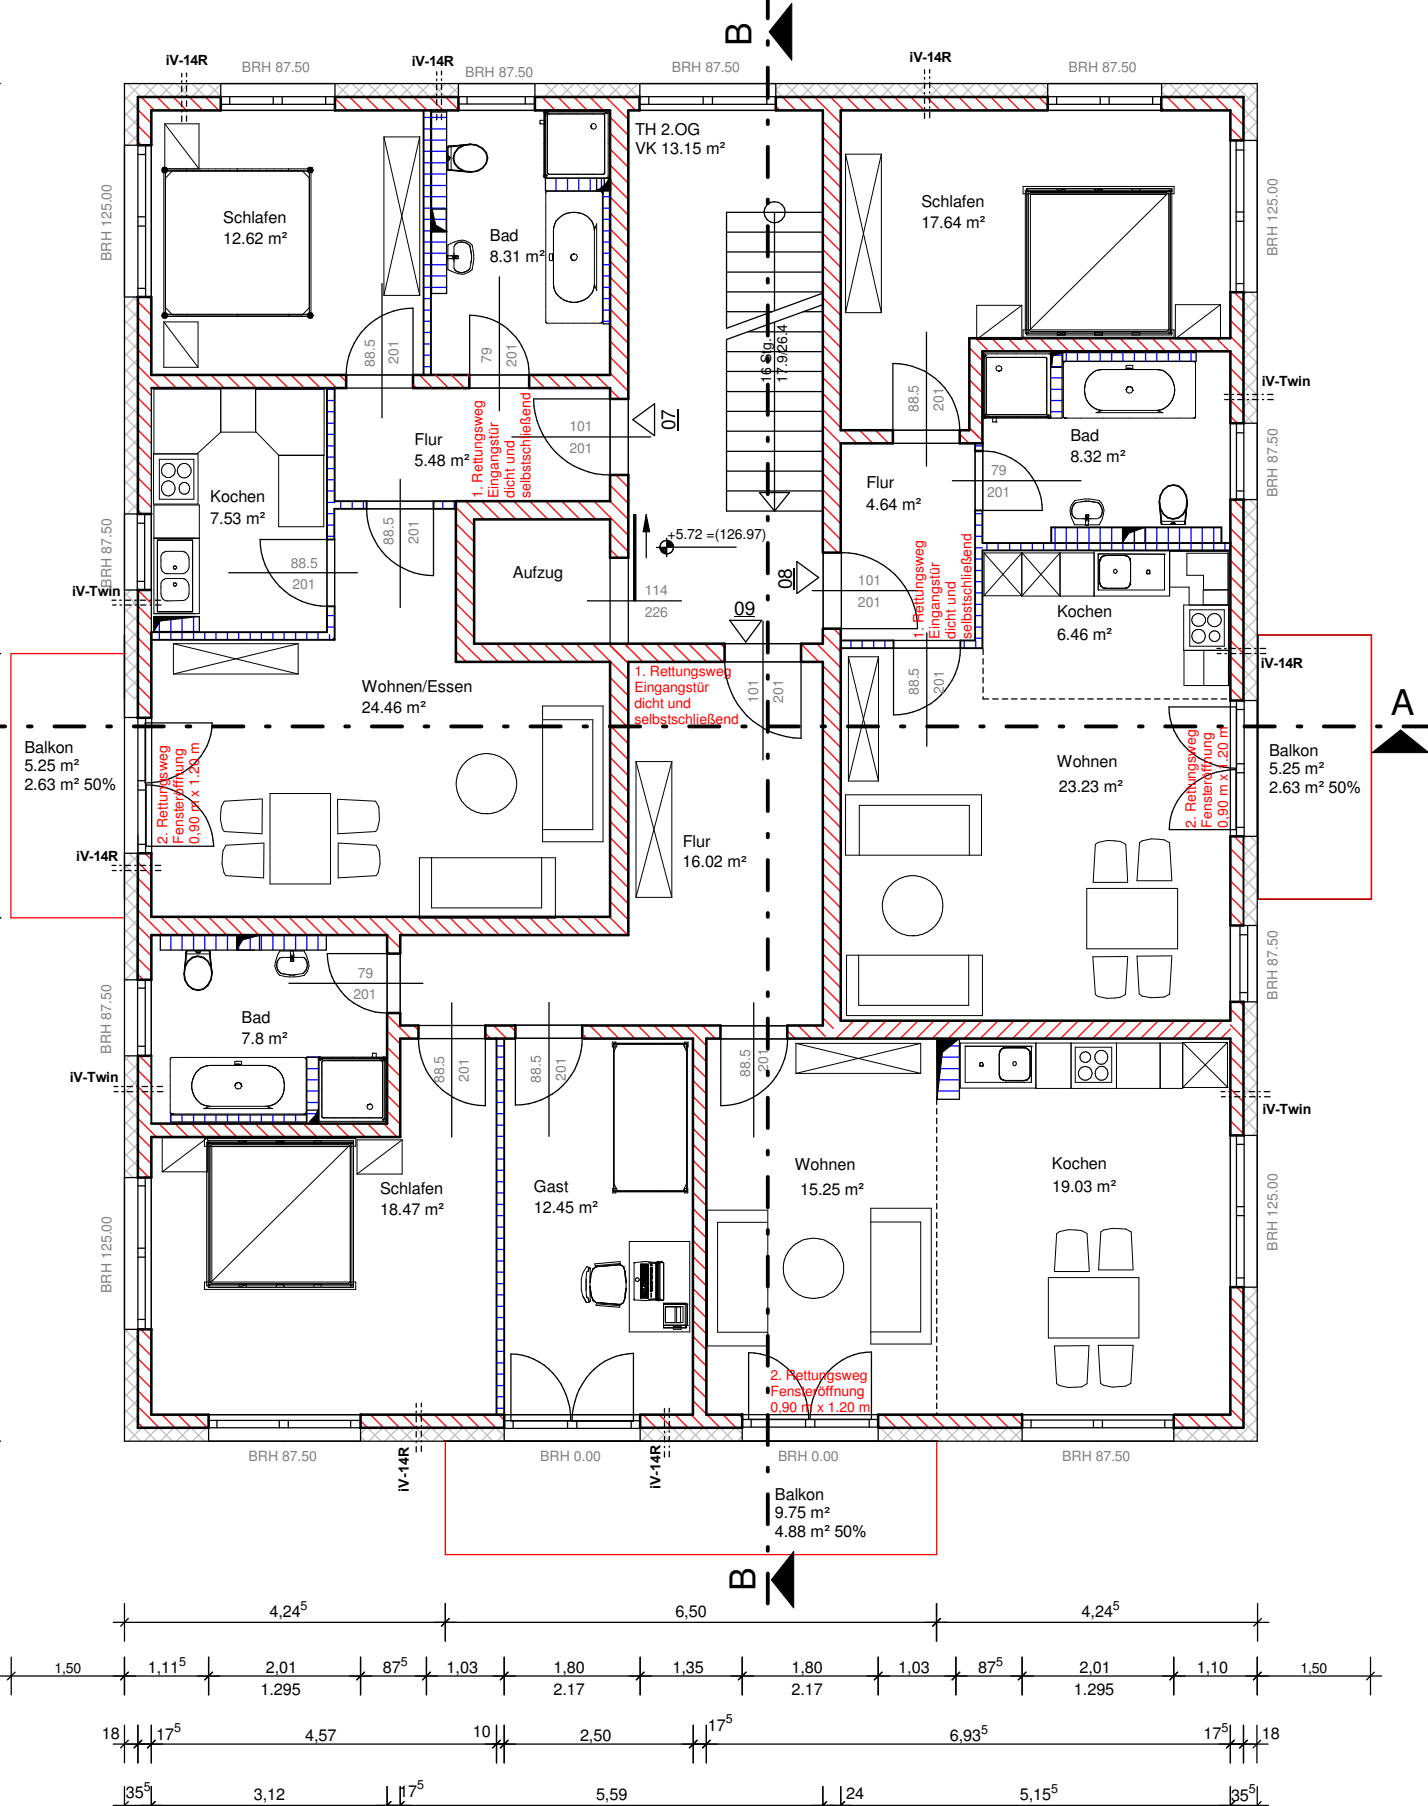 B
iV-14R
BRH 87.50
iV-14R
BRH 87.50
BRH 87.50
iV-14R
BRH 87.50
TH 2.OG
VK 13.15 m²
BRH 125.00
Schlafen
12.62 m²
Bad
8.31 m²
Schlafen
17.64 m²
BRH 125.00
88.5
201
79
201
16 Stg.
17.9/26.4
88.5
201
iV-Twin
Flur
5.48 m²
1. Rettungsweg
Eingangstür
dicht und
selbstschließend
101
201
07
Bad
8.32 m²
79
201
BRH 87.50
Kochen
7.53 m²
Flur
4.64 m²
BRH 87.50
88.5
201
88.5
201
+5.72 =(126.97)
Aufzug
114
226
08
09
101
201
1. Rettungsweg
Eingangstür
dicht und
selbstschließend
iV-Twin
Kochen
6.46 m²
iV-14R
Wohnen/Essen
24.46 m²
1. Rettungsweg
Eingangstür
dicht und
selbstschließend
101
201
88.5
201
A
Balkon
5.25 m²
2.63 m² 50%
2. Rettungsweg
Fensteröffnung
0,90 m x 1.20 m
Wohnen
23.23 m²
2. Rettungsweg
Fensteröffnung
0,90 m x 1.20 m
Balkon
5.25 m²
2.63 m² 50%
Flur
16.02 m²
iV-14R
BRH 87.50
79
201
Bad
7.8 m²
BRH 87.50
iV-Twin
88.5
201
88.5
201
88.5
201
iV-Twin
Schlafen
18.47 m²
Gast
12.45 m²
Wohnen
15.25 m²
Kochen
19.03 m²
BRH 125.00
BRH 125.00
2. Rettungsweg
Fensteröffnung
0,90 m x 1.20 m
BRH 87.50
iV-14R
BRH 0.00
iV-14R
BRH 0.00
BRH 87.50
Balkon
9.75 m²
4.88 m² 50%
B
4,24⁵ 6,50 4,24⁵
1,50 1,11⁵ 2,01 87⁵ 1,03 1,80 1,35 1,80 1,03 87⁵ 2,01 1,10 1,50
1.295 2.17 2.17 1.295
18 17⁵ 4,57 10 2,50 17⁵ 6,93⁵ 17⁵ 18
35⁵ 3,12 17⁵ 5,59 24 5,15⁵ 35⁵